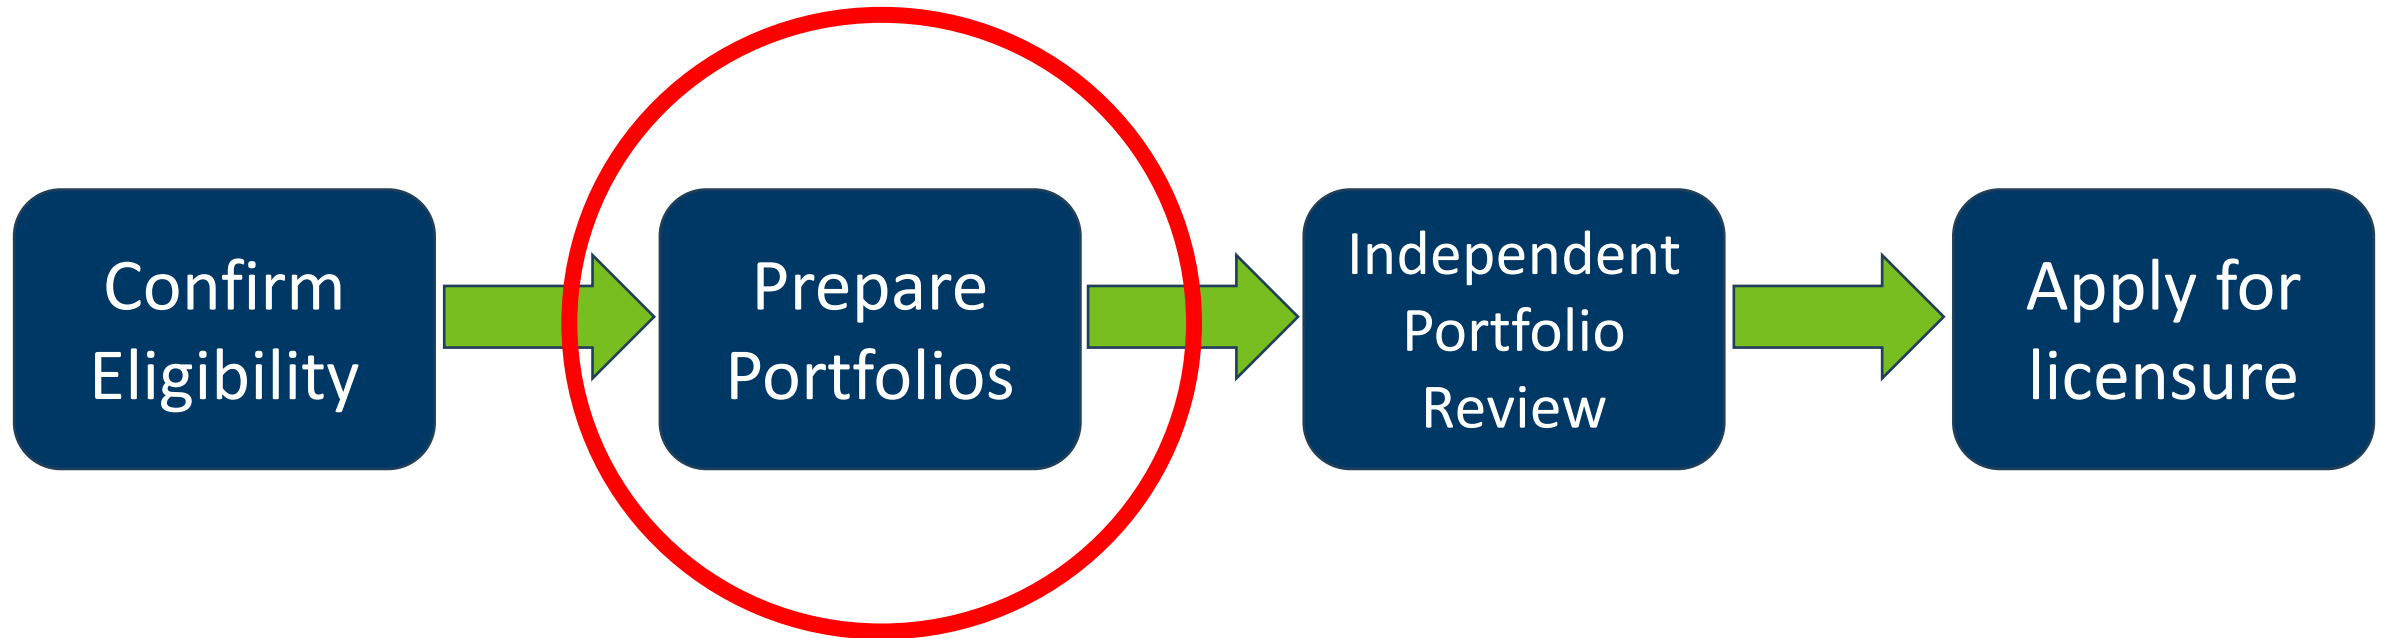 Confirm
Eligibility
Prepare
Portfolios
Independent
Portfolio
Review
Apply for
licensure